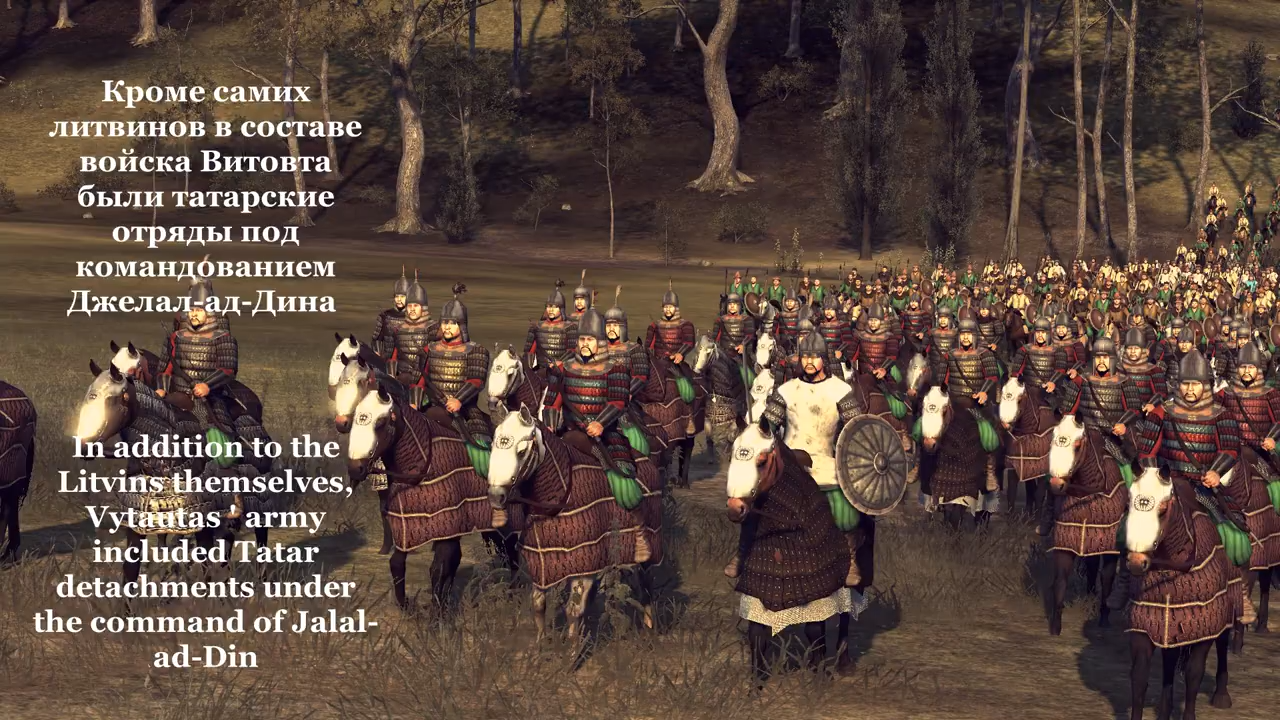 Кроме самих
литвинов в составе
войска Витовта
были татарские
отряды под
командованием
Джелал-ад-Дина
In addition to the
Litvins themselves,
Vytautas ' army
included Tatar
detachments under
the command of Jalal-
ad-Din